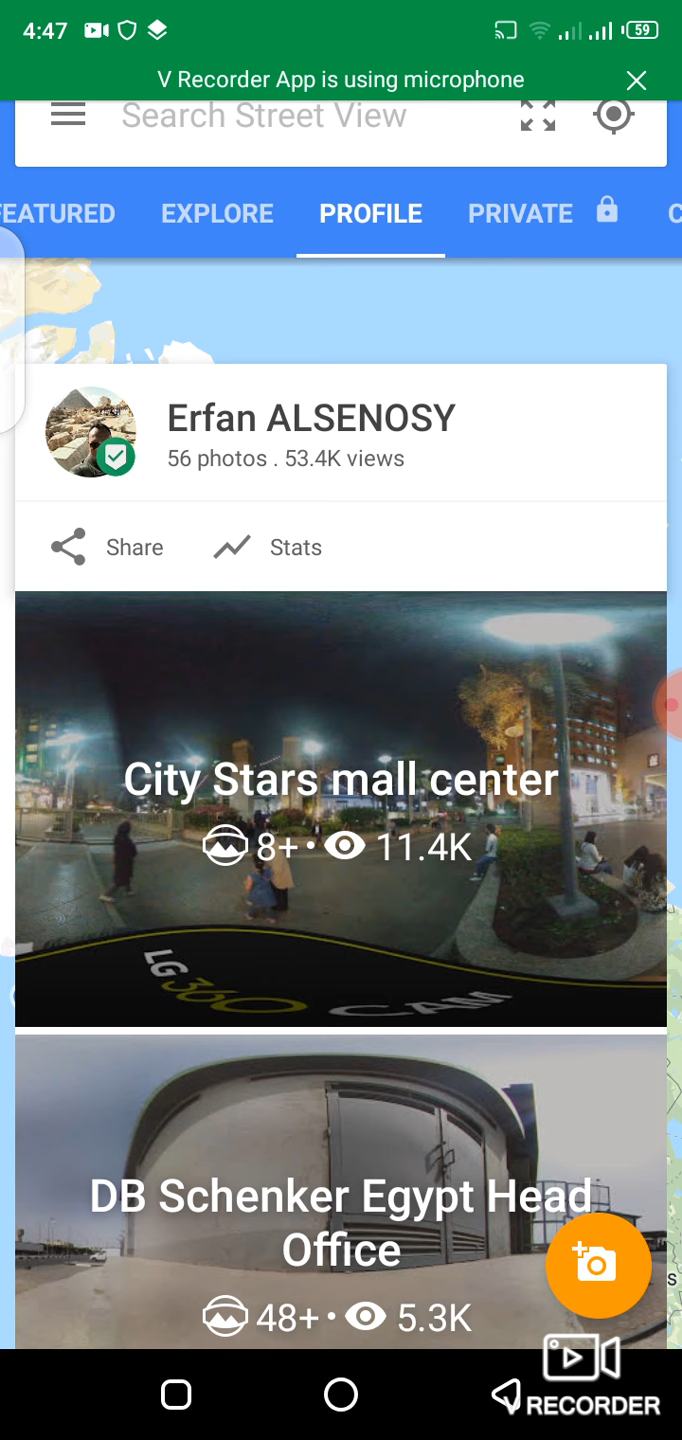 4:47
59
V Recorder App is using microphone
Search Street View
FEATURED EXPLORE PROFILE PRIVATE C
Erfan ALSENOSY
56 photos . 53.4K views
Share Stats
City Stars mall center
8+ • 11.4K
LG 360 CAM
DB Schenker Egypt Head
Office
48+ • 5.3K
S
V RECORDER